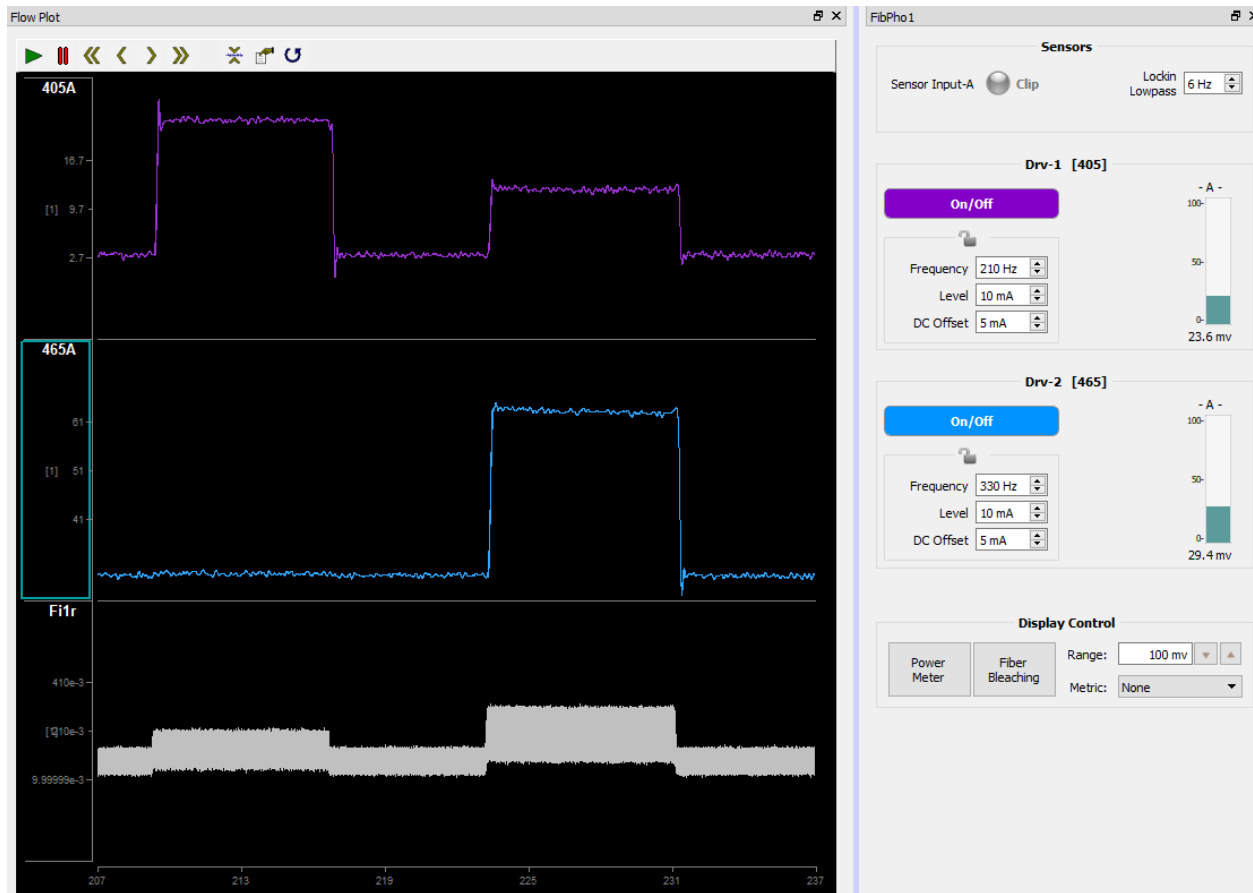 Flow Plot
405A
16.7
[1] 9.7
2.7
465A
61
[1] 51
41
Fi1r
410e-3
[1]210e-3
9.99999e-3
207 213 219 225 231 237
FibPho1
Sensors
Sensor Input-A Clip
Lockin
Lowpass 6 Hz
Drv-1 [405]
On/Off
Frequency 210 Hz
Level 10 mA
DC Offset 5 mA
- A -
100-
50-
0-
23.6 mv
Drv-2 [465]
On/Off
Frequency 330 Hz
Level 10 mA
DC Offset 5 mA
- A -
100-
50-
0-
29.4 mv
Display Control
Power
Meter
Fiber
Bleaching
Range: 100 mv
Metric: None